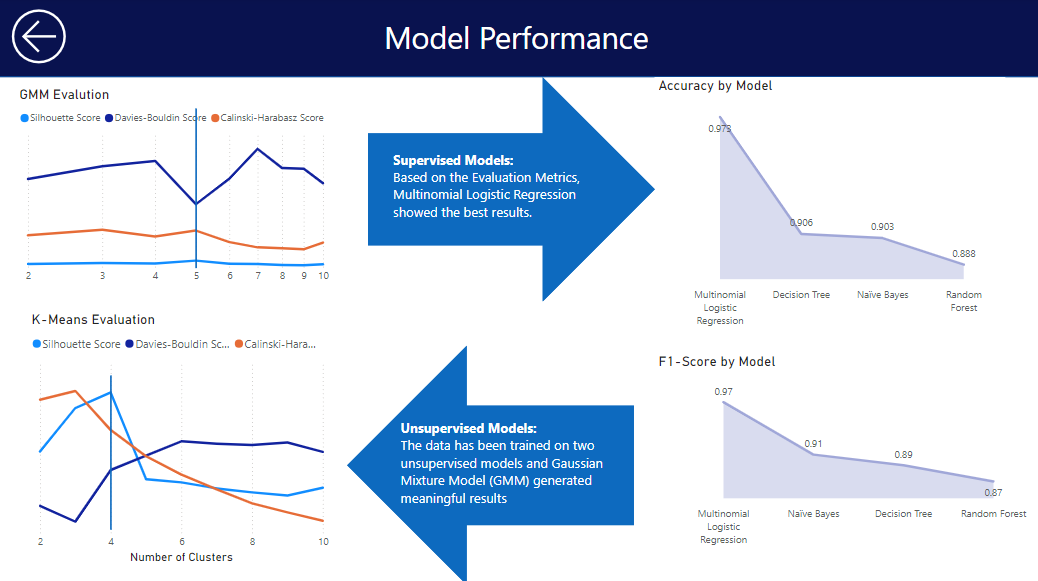 Model Performance
GMM Evalution
Silhouette Score Davies-Bouldin Score Calinski-Harabasz Score
2 3 4 5 6 7 8 9 10
Supervised Models:
Based on the Evaluation Metrics,
Multinomial Logistic Regression
showed the best results.
Accuracy by Model
0.973
0.906
0.903
0.888
Multinomial
Logistic
Regression
Decision Tree
Naïve Bayes
Random
Forest
K-Means Evaluation
Silhouette Score Davies-Bouldin Sc... Calinski-Hara...
2 4 6 8 10
Number of Clusters
Unsupervised Models:
The data has been trained on two
unsupervised models and Gaussian
Mixture Model (GMM) generated
meaningful results
F1-Score by Model
0.97
0.91
0.89
0.87
Multinomial
Logistic
Regression
Naïve Bayes
Decision Tree
Random Forest